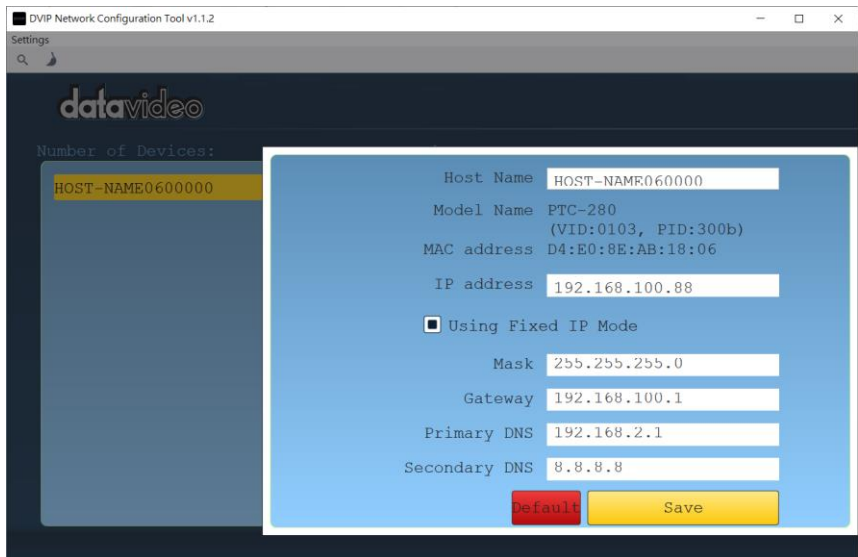 DVIP Network Configuration Tool v1.1.2
Settings
datavideo
Number of Devices:
HOST-NAME0600000
Host Name HOST-NAME060000
Model Name PTC-280
(VID:0103, PID:300b)
MAC address D4:E0:8E:AB:18:06
IP address 192.168.100.88
Using Fixed IP Mode
Mask 255.255.255.0
Gateway 192.168.100.1
Primary DNS 192.168.2.1
Secondary DNS 8.8.8.8
Default Save